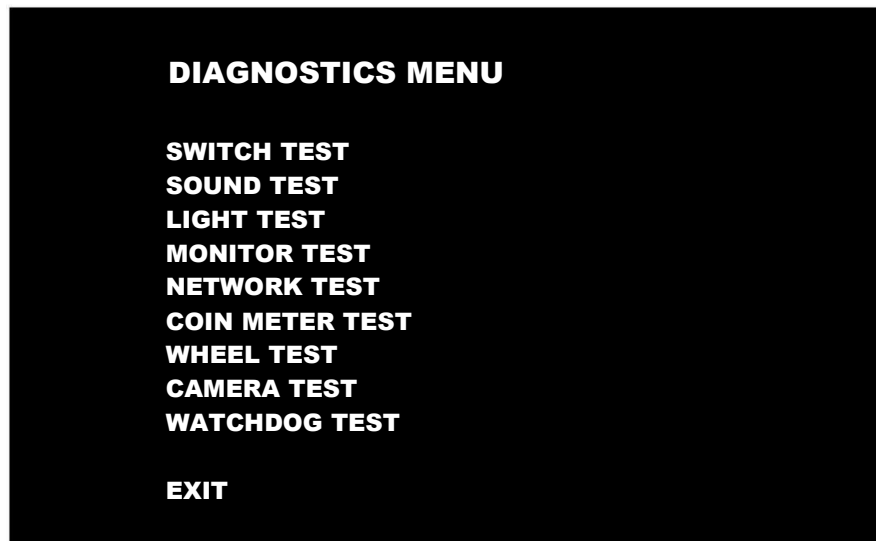 DIAGNOSTICS MENU
SWITCH TEST
SOUND TEST
LIGHT TEST
MONITOR TEST
NETWORK TEST
COIN METER TEST
WHEEL TEST
CAMERA TEST
WATCHDOG TEST
EXIT